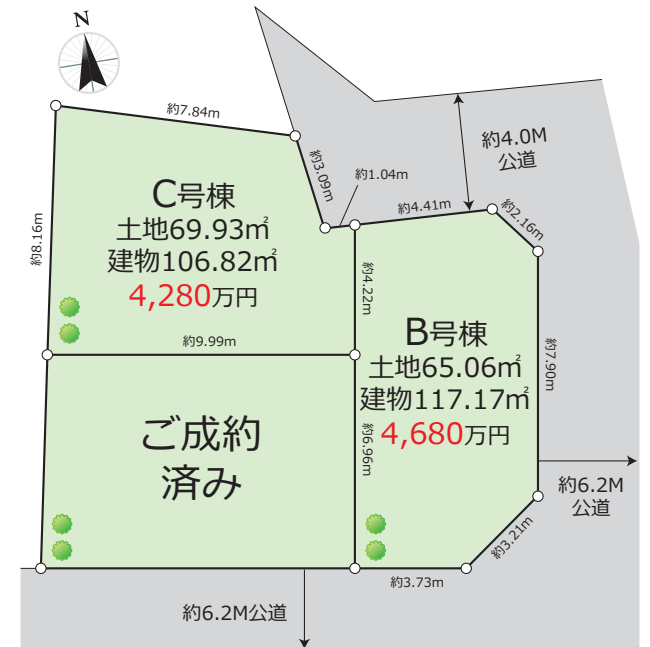 N
約7.84m
約4.0M
公道
約3.09m
約1.04m
約4.41m
約2.16m
C号棟
土地69.93㎡
建物106.82㎡
4,280万円
約8.16m
約4.22m
約9.99m
B号棟
土地65.06㎡
建物117.17㎡
4,680万円
約7.90m
ご成約
済み
約6.96m
約6.2M
公道
約3.21m
約3.73m
約6.2M公道